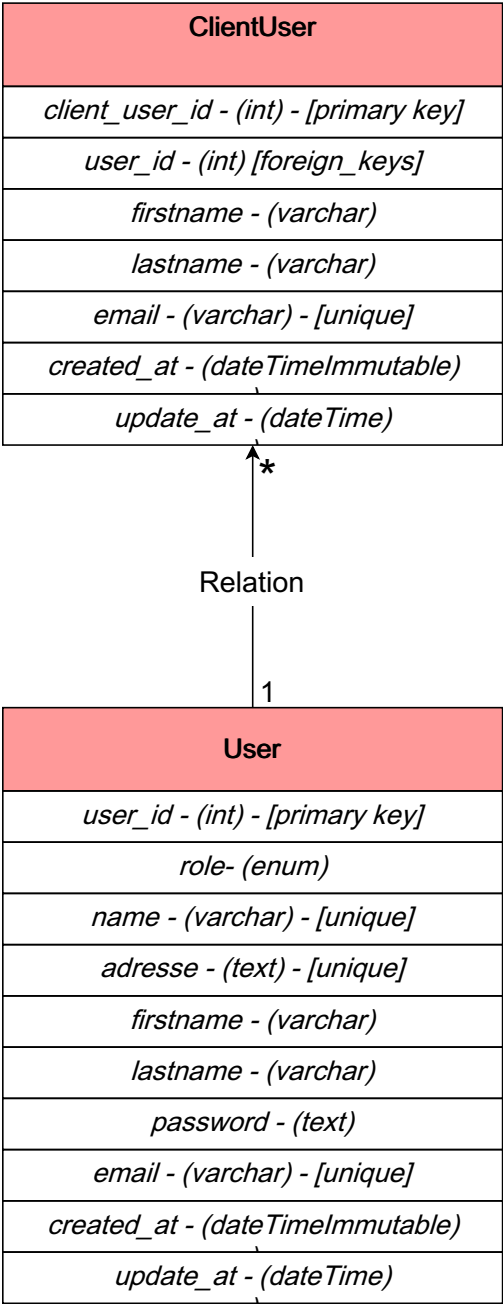 ClientUser
client_user_id - (int) - [primary key]
user_id - (int) [foreign_keys]
firstname - (varchar)
lastname - (varchar)
email - (varchar) - [unique]
created_at - (dateTimeImmutable)
update_at - (dateTime)
*
Relation
1
User
user_id - (int) - [primary key]
role- (enum)
name - (varchar) - [unique]
adresse - (text) - [unique]
firstname - (varchar)
lastname - (varchar)
password - (text)
email - (varchar) - [unique]
created_at - (dateTimeImmutable)
update_at - (dateTime)